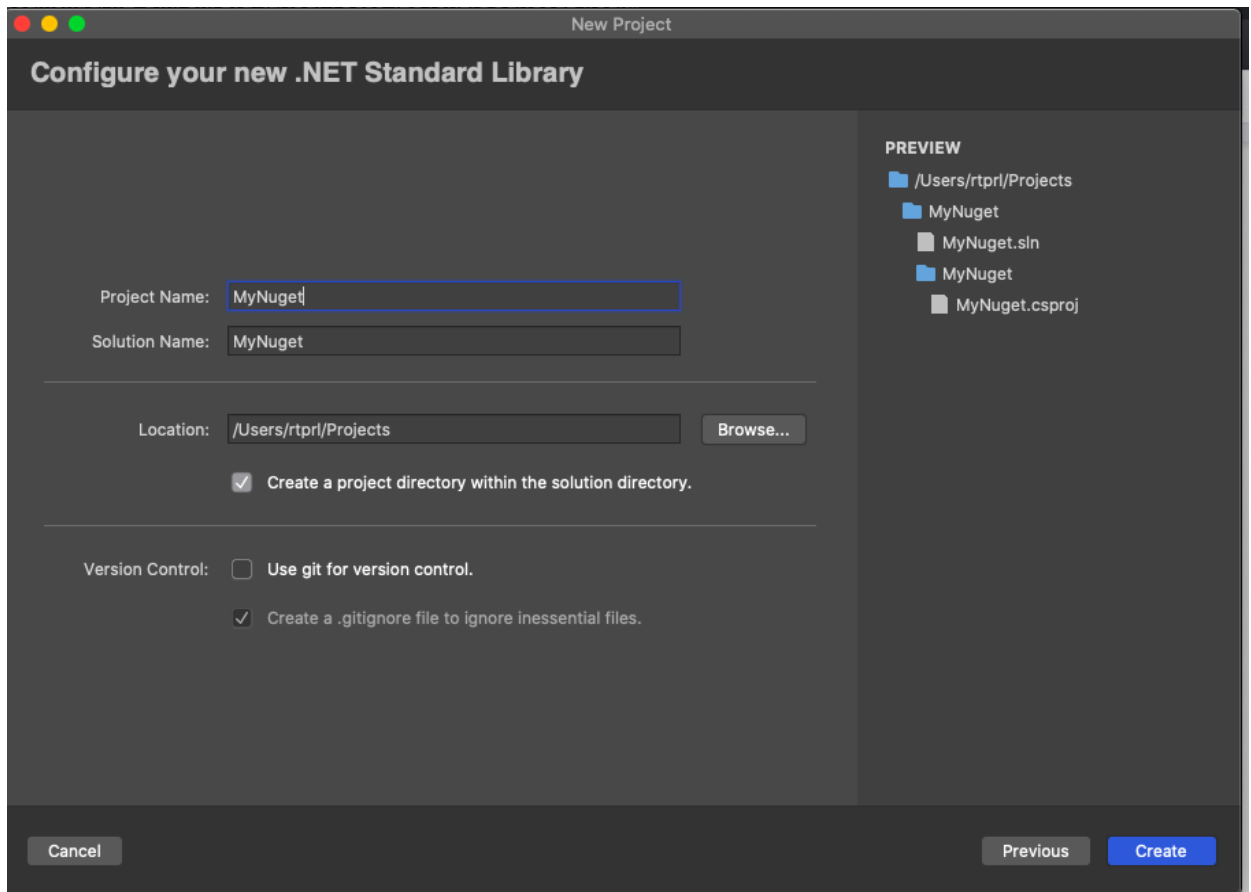 New Project
Configure your new .NET Standard Library
Project Name: MyNuget
Solution Name: MyNuget
Location: /Users/rtprl/Projects Browse...
Create a project directory within the solution directory.
Version Control: Use git for version control.
Create a .gitignore file to ignore inessential files.
PREVIEW
/Users/rtprl/Projects
MyNuget
MyNuget.sln
MyNuget
MyNuget.csproj
Cancel
Previous
Create